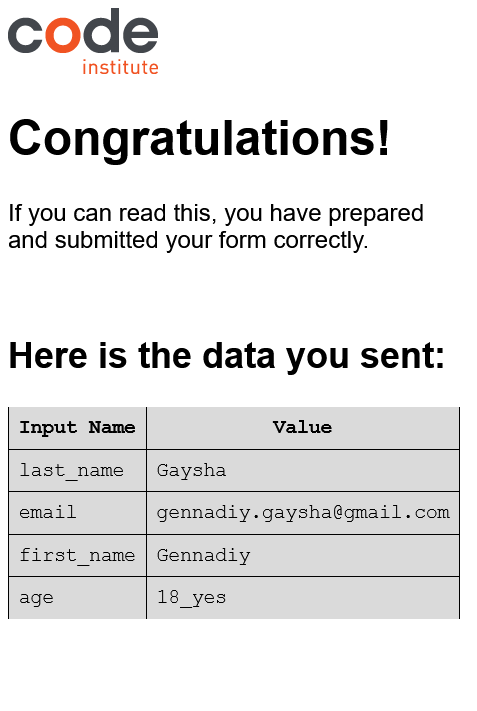 code
institute
Congratulations!
If you can read this, you have prepared
and submitted your form correctly.
Here is the data you sent:
Input Name Value
last_name Gaysha
email gennadiy.gaysha@gmail.com
first_name Gennadiy
age 18_yes